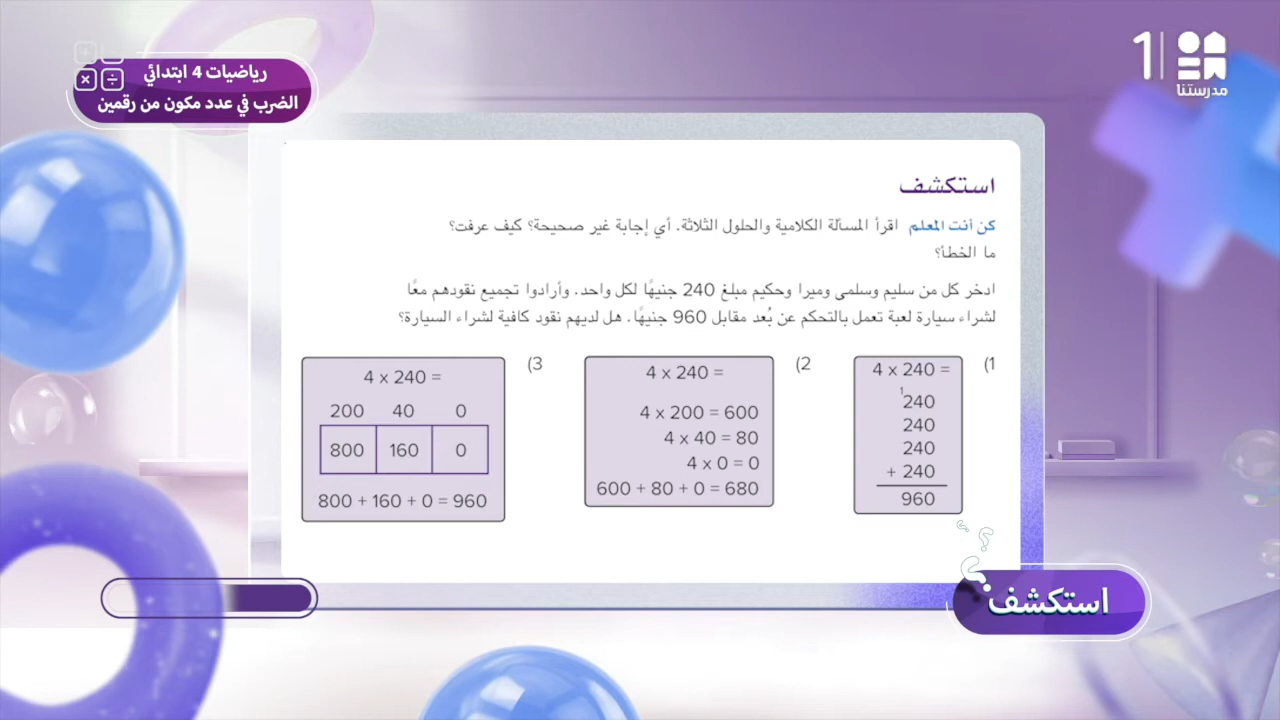 رياضيات 4 ابتدائي
الضرب في عدد مكون من رقمين
1
مدرستنا
استكشف
كن أنت المعلم اقرأ المسألة الكلامية والحلول الثلاثة. أي إجابة غير صحيحة؟ كيف عرفت؟
ما الخطأ؟
ادخر كل من سليم وسلمى وميرا وحكيم مبلغ 240 جنيهًا لكل واحد. وأرادوا تجميع نقودهم معًا
لشراء سيارة لعبة تعمل بالتحكم عن بُعد مقابل 960 جنيهًا. هل لديهم نقود كافية لشراء السيارة؟
1)
4 x 240 =
1
240
240
240
+ 240
960
2)
4 x 240 =
4 x 200 = 600
4 x 40 = 80
4 x 0 = 0
600 + 80 + 0 = 680
3)
4 x 240 =
200 40 0
800 160 0
800 + 160 + 0 = 960
استكشف